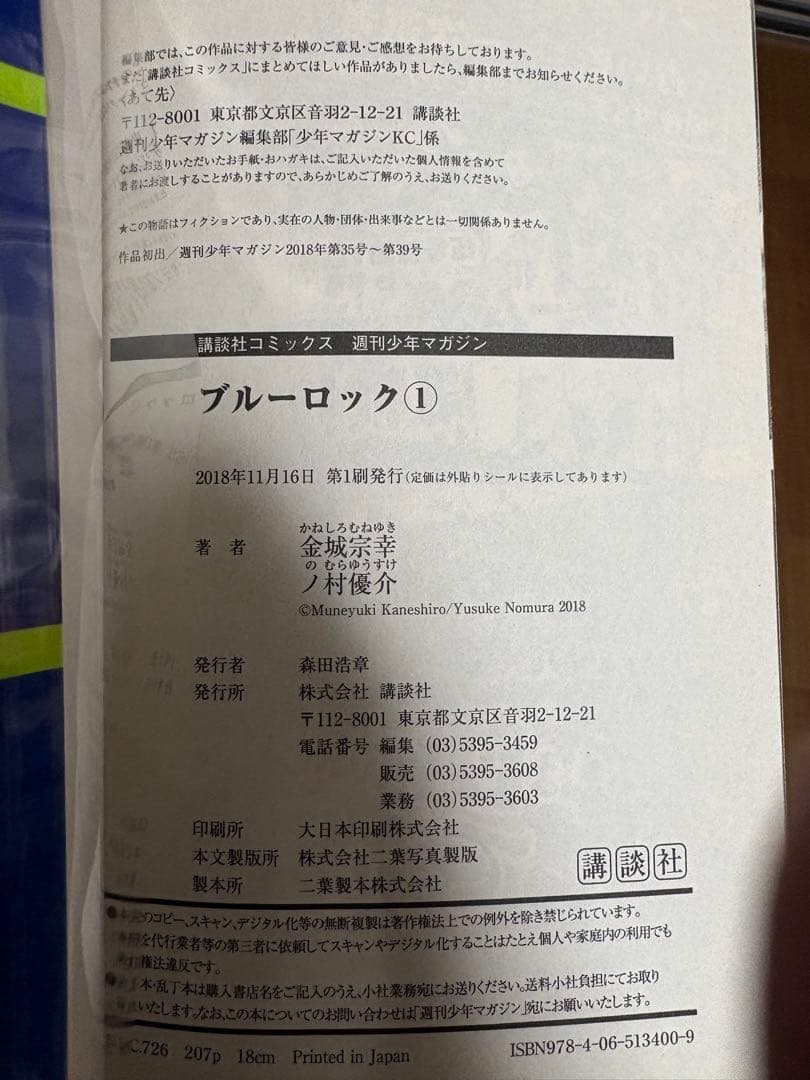 編集部では、この作品に対する皆様のご意見・ご感想をお待ちしております。
また「講談社コミックス」にまとめてほしい作品がありましたら、編集部までお知らせください。
〈あて先〉
〒112-8001 東京都文京区音羽2-12-21 講談社
週刊少年マガジン編集部「少年マガジンKC」係
なお、お送りいただいたお手紙・おハガキは、ご記入いただいた個人情報を含めて
著者にお渡しすることがありますので、あらかじめご了解のうえ、お送りください。
★この物語はフィクションであり、実在の人物・団体・出来事などとは一切関係ありません。
作品初出/週刊少年マガジン2018年第35号~第39号
講談社コミックス 週刊少年マガジン
ブルーロック①
2018年11月16日 第1刷発行(定価は外貼りシールに表示してあります)
かねしろむねゆき
著 者 金城宗幸
の むらゆうすけ
ノ村優介
©Muneyuki Kaneshiro/Yusuke Nomura 2018
発行者 森田浩章
発行所 株式会社 講談社
〒112-8001 東京都文京区音羽2-12-21
電話番号 編集 (03)5395-3459
販売 (03)5395-3608
業務 (03)5395-3603
印刷所 大日本印刷株式会社
本文製版所 株式会社二葉写真製版
製本所 二葉製本株式会社
講談社
●のコピー、スキャン、デジタル化等の無断複製は著作権法上での例外を除き禁じられています。
を代行業者等の第三者に依頼してスキャンやデジタル化することはたとえ個人や家庭内の利用でも
権法違反です。
●本・乱丁本は購入書店名をご記入のうえ、小社業務宛にお送りください。送料小社負担にてお取り
いたします。なお、この本についてのお問い合わせは「週刊少年マガジン」宛にお願いいたします。
C.726 207p 18cm Printed in Japan ISBN978-4-06-513400-9